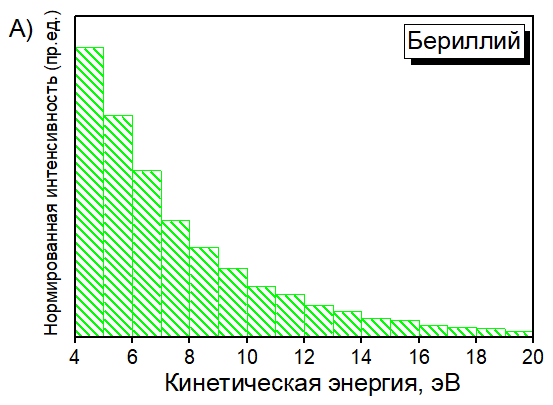 А)
Бериллий
Нормированная интенсивность (пр.ед.)
4 6 8 10 12 14 16 18 20
Кинетическая энергия, эВ